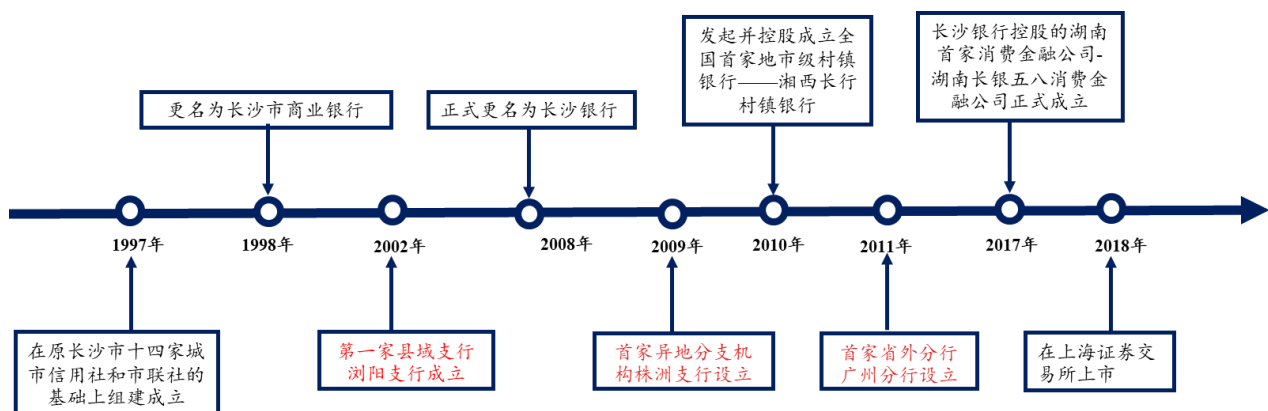 更名为长沙市商业银行
正式更名为长沙银行
发起并控股成立全
国首家地市级村镇
银行——湘西长行
村镇银行
长沙银行控股的湖南
首家消费金融公司-
湖南长银五八消费金
融公司正式成立
1997年
1998年
2002年
2008年
2009年
2010年
2011年
2017年
2018年
在原长沙市十四家城
市信用社和市联社的
基础上组建成立
第一家县域支行
浏阳支行成立
首家异地分支机
构株洲支行设立
首家省外分行
广州分行设立
在上海证券交
易所上市